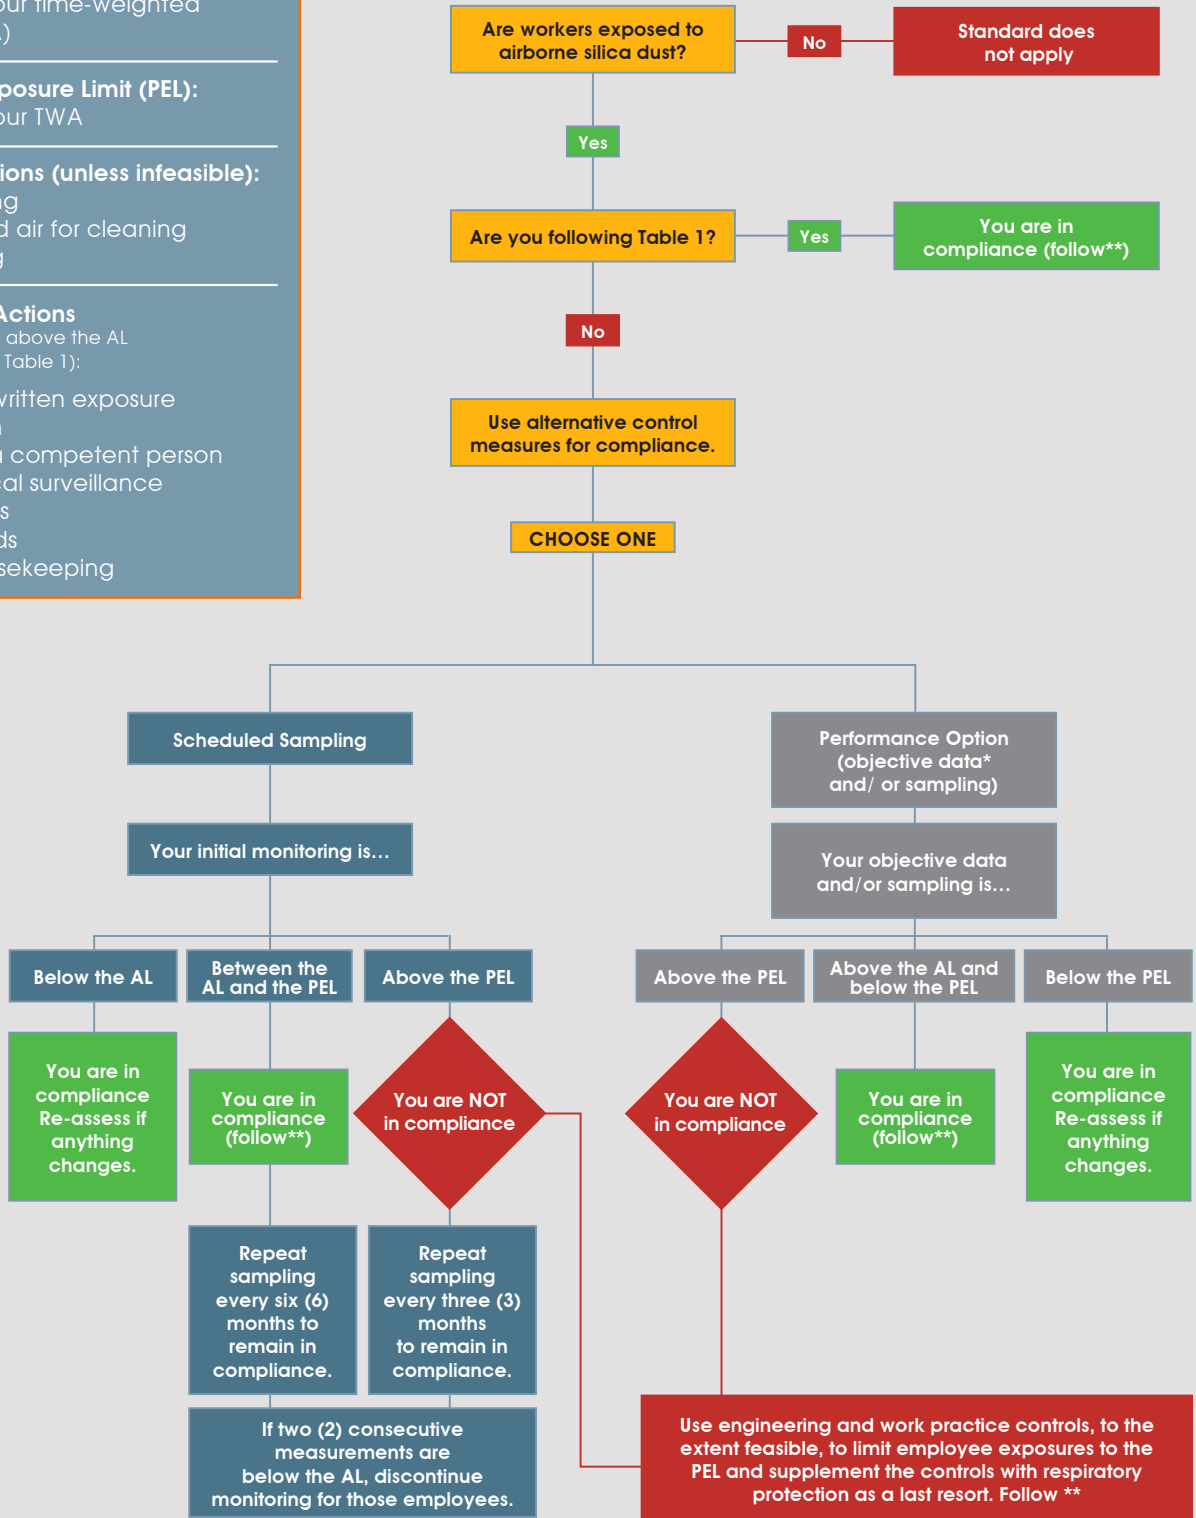 our time-weighted
)
posure Limit (PEL):
our TWA
ions (unless infeasible):
g
d air for cleaning
g
Actions
above the AL
Table 1):
written exposure
n
a competent person
cal surveillance
s
ds
sekeeping
Are workers exposed to
airborne silica dust?
No
Standard does
not apply
Yes
Are you following Table 1?
Yes
You are in
compliance (follow**)
No
Use alternative control
measures for compliance.
CHOOSE ONE
Scheduled Sampling
Your initial monitoring is…
Below the AL
Between the
AL and the PEL
Above the PEL
You are in
compliance
Re-assess if
anything
changes.
You are in
compliance
(follow**)
You are NOT
in compliance
Repeat
sampling
every six (6)
months to
remain in
compliance.
Repeat
sampling
every three (3)
months
to remain in
compliance.
If two (2) consecutive
measurements are
below the AL, discontinue
monitoring for those employees.
Performance Option
(objective data*
and/ or sampling)
Your objective data
and/or sampling is…
Above the PEL
Above the AL and
below the PEL
Below the PEL
You are NOT
in compliance
You are in
compliance
(follow**)
You are in
compliance
Re-assess if
anything
changes.
Use engineering and work practice controls, to the
extent feasible, to limit employee exposures to the
PEL and supplement the controls with respiratory
protection as a last resort. Follow **